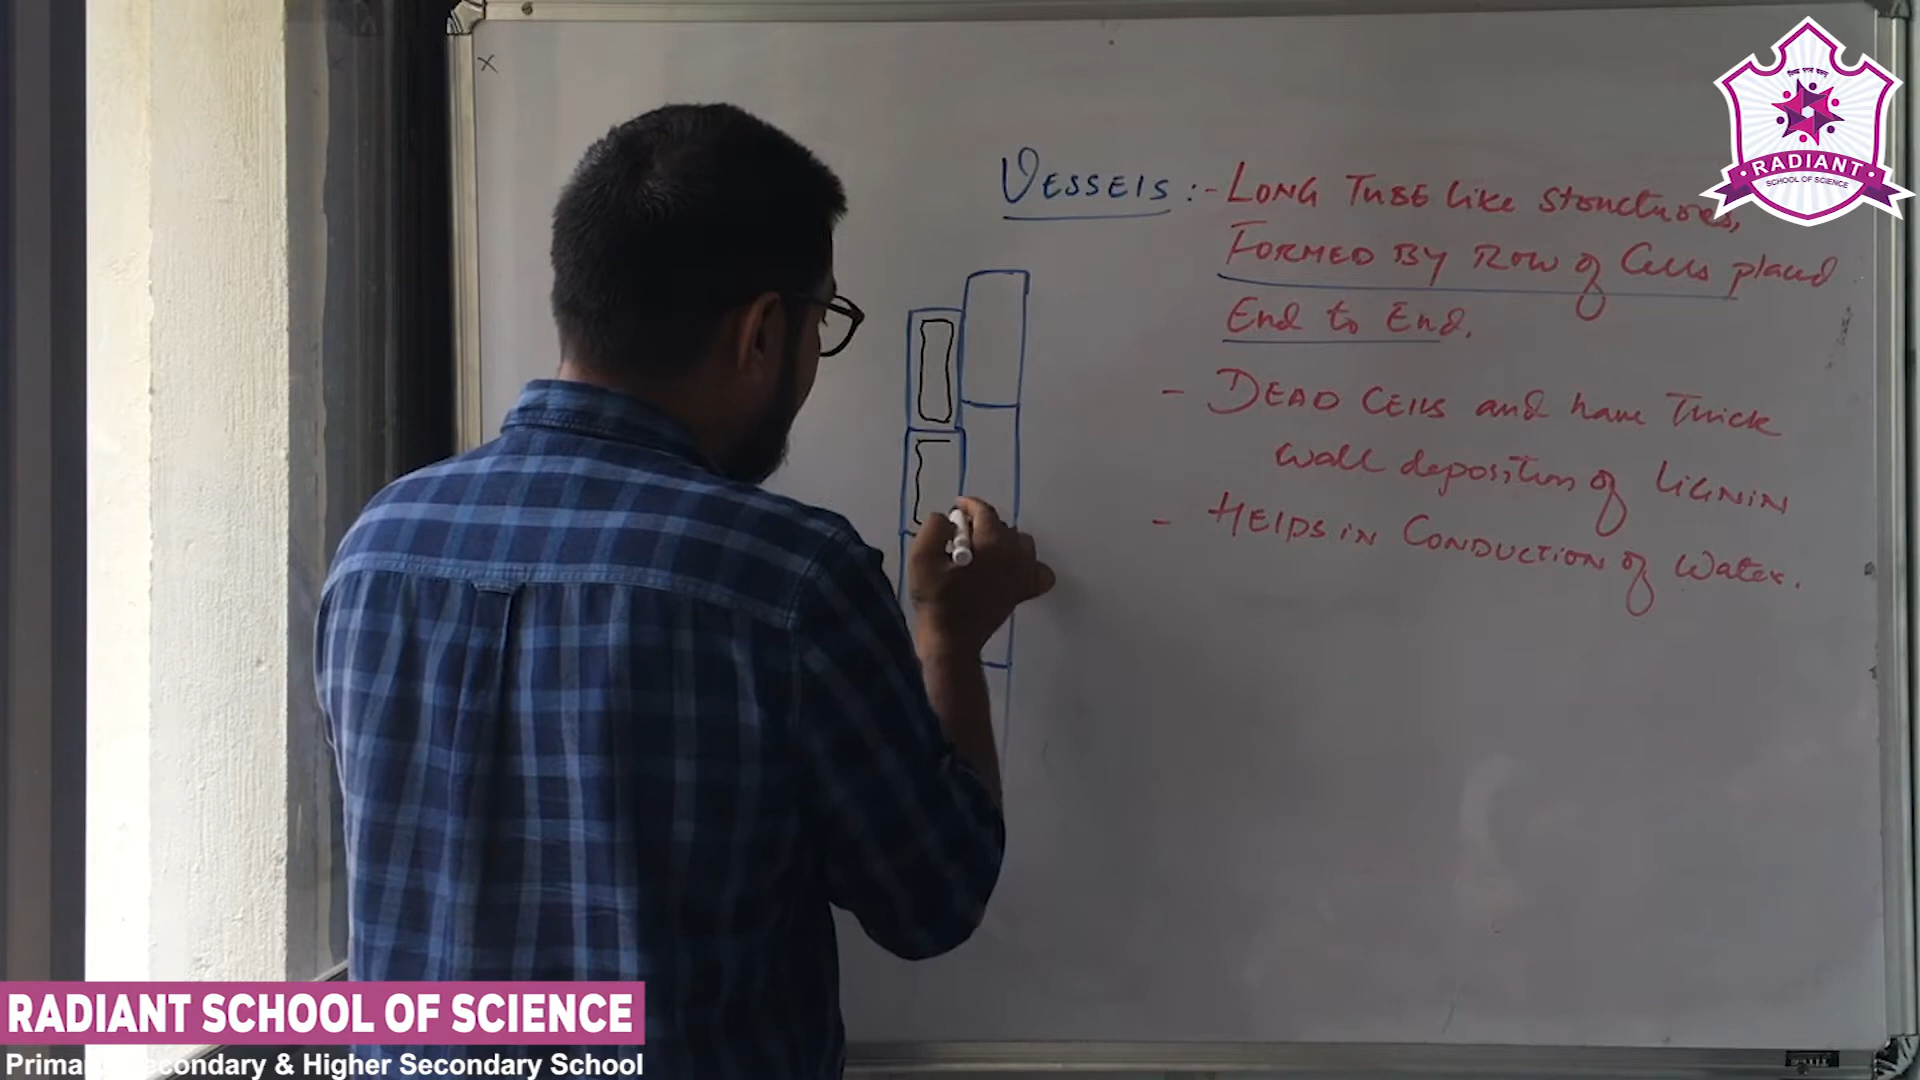 x
VESSELS :- LONG TUBE like structures,
FORMED BY ROW of Cells placed
End to End.
- DEAD CELLS and have Thick
wall deposition of LIGNIN
- HELPS IN CONDUCTION of Water.
RADIANT
SCHOOL OF SCIENCE
RADIANT SCHOOL OF SCIENCE
Primary Secondary & Higher Secondary School